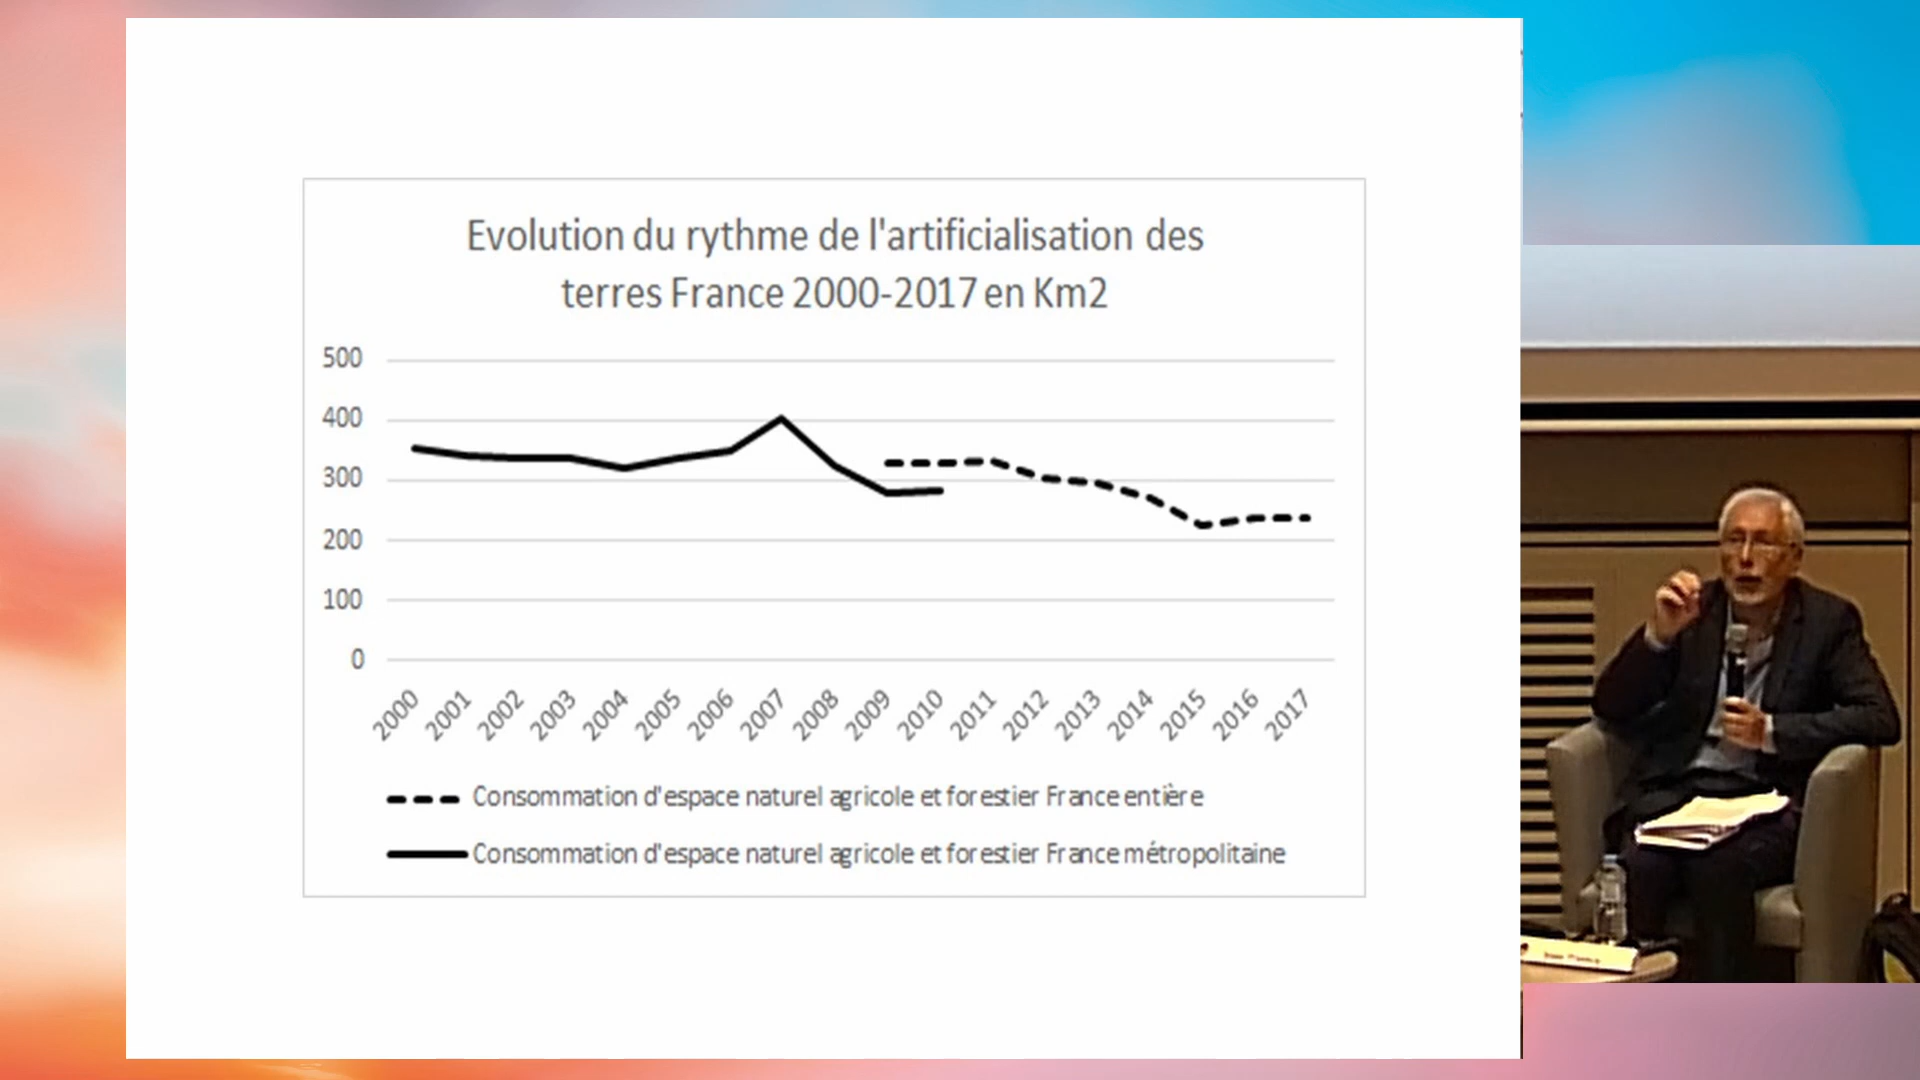 Evolution du rythme de l'artificialisation des
terres France 2000-2017 en Km2
500
400
300
200
100
0
2000 2001 2002 2003 2004 2005 2006 2007 2008 2009 2010 2011 2012 2013 2014 2015 2016 2017
Consommation d'espace naturel agricole et forestier France entière
Consommation d'espace naturel agricole et forestier France métropolitaine